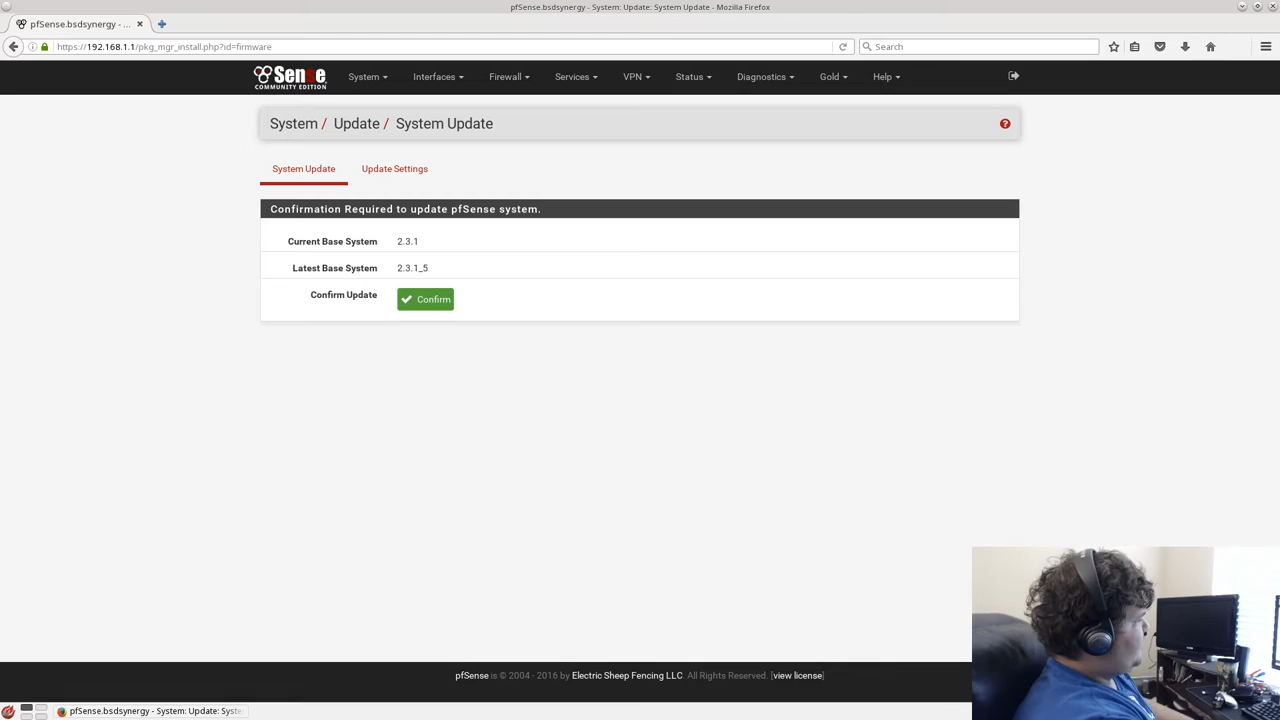 pfSense.bsdsynergy - System: Update: System Update - Mozilla Firefox
pfSense.bsdsynergy - ...
https://192.168.1.1/pkg_mgr_install.php?id=firmware
Search
Sense
COMMUNITY EDITION
System
Interfaces
Firewall
Services
VPN
Status
Diagnostics
Gold
Help
System / Update / System Update
System Update
Update Settings
Confirmation Required to update pfSense system.
Current Base System 2.3.1
Latest Base System 2.3.1_5
Confirm Update Confirm
pfSense is © 2004 - 2016 by Electric Sheep Fencing LLC. All Rights Reserved. [view license]
pfSense.bsdsynergy - System: Update: Syste